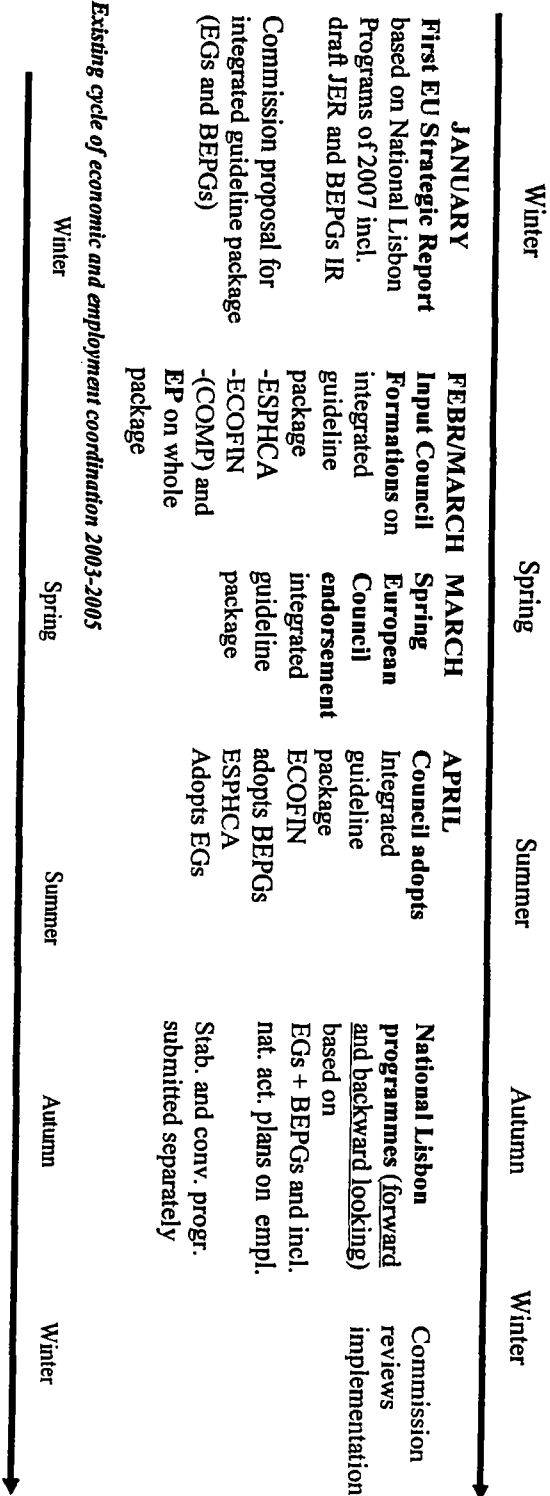 Winter
Spring
Summer
Autumn
Winter
JANUARY
First EU Strategic Report
based on National Lisbon
Programs of 2007 incl.
draft JER and BEPGs IR
Commission proposal for
integrated guideline package
(EGs and BEPGs)
FEBR/MARCH
Input Council
Formations on
integrated
guideline
package
-ESPHCA
-ECOFIN
-(COMP) and
EP on whole
package
MARCH
Spring
European
Council
endorsement
integrated
guideline
package
APRIL
Council adopts
Integrated
guideline
package
ECOFIN
adopts BEPGs
ESPHCA
Adopts EGs
National Lisbon
programmes (forward
and backward looking)
based on
EGs + BEPGs and incl.
nat. act. plans on empl.
Stab. and conv. progr.
submitted separately
Commission
reviews
implementation
Existing cycle of economic and employment coordination 2003-2005
Winter
Spring
Summer
Autumn
Winter